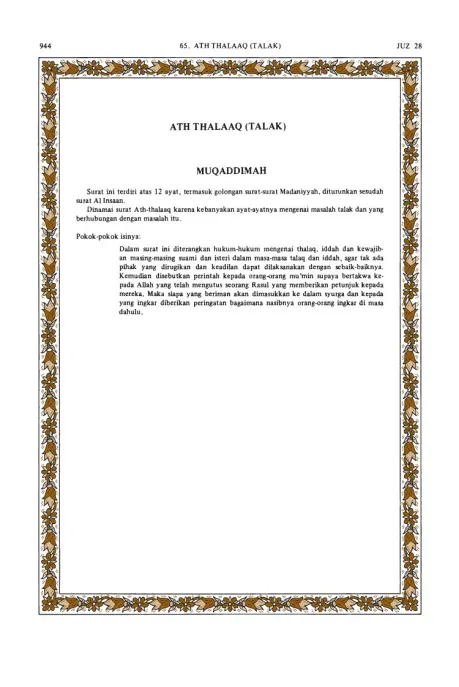 944 65. ATH THALAAQ (TALAK) JUZ 28
ATH THALAAQ (TALAK)
MUQADDIMAH
Surat ini terdiri atas 12 ayat, termasuk golongan surat-surat Madaniyyah, diturunkan sesudah
surat Al Insaan.
Dinamai surat Ath-thalaaq karena kebanyakan ayat-ayatnya mengenai masalah talak dan yang
berhubungan dengan masalah itu.
Pokok-pokok isinya:
Dalam surat ini diterangkan hukum-hukum mengenai thalaq, iddah dan kewajib-
an masing-masing suami dan isteri dalam masa-masa talaq dan iddah, agar tak ada
pihak yang dirugikan dan keadilan dapat dilaksanakan dengan sebaik-baiknya.
Kemudian disebutkan perintah kepada orang-orang mu'min supaya bertakwa ke-
pada Allah yang telah mengutus seorang Rasul yang memberikan petunjuk kepada
mereka. Maka siapa yang beriman akan dimasukkan ke dalam syurga dan kepada
yang ingkar diberikan peringatan bagaimana nasibnya orang-orang ingkar di masa
dahulu.